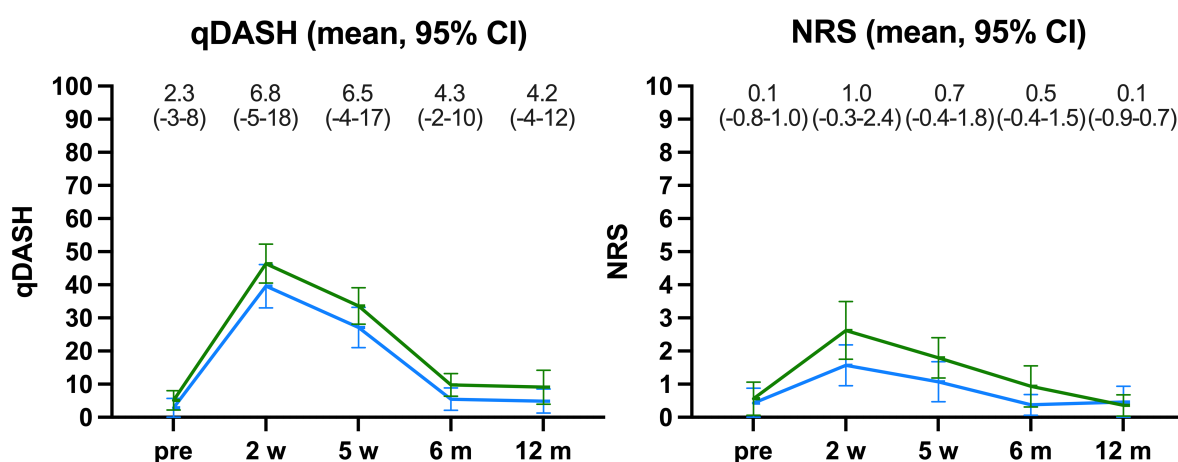 qDASH (mean, 95% CI)
2.3 6.8 6.5 4.3 4.2
(-3-8) (-5-18) (-4-17) (-2-10) (-4-12)
100
90
80
70
60
50
40
30
20
10
0
qDASH
pre 2 w 5 w 6 m 12 m
NRS (mean, 95% CI)
0.1 1.0 0.7 0.5 0.1
(-0.8-1.0) (-0.3-2.4) (-0.4-1.8) (-0.4-1.5) (-0.9-0.7)
10
9
8
7
6
5
4
3
2
1
0
NRS
pre 2 w 5 w 6 m 12 m